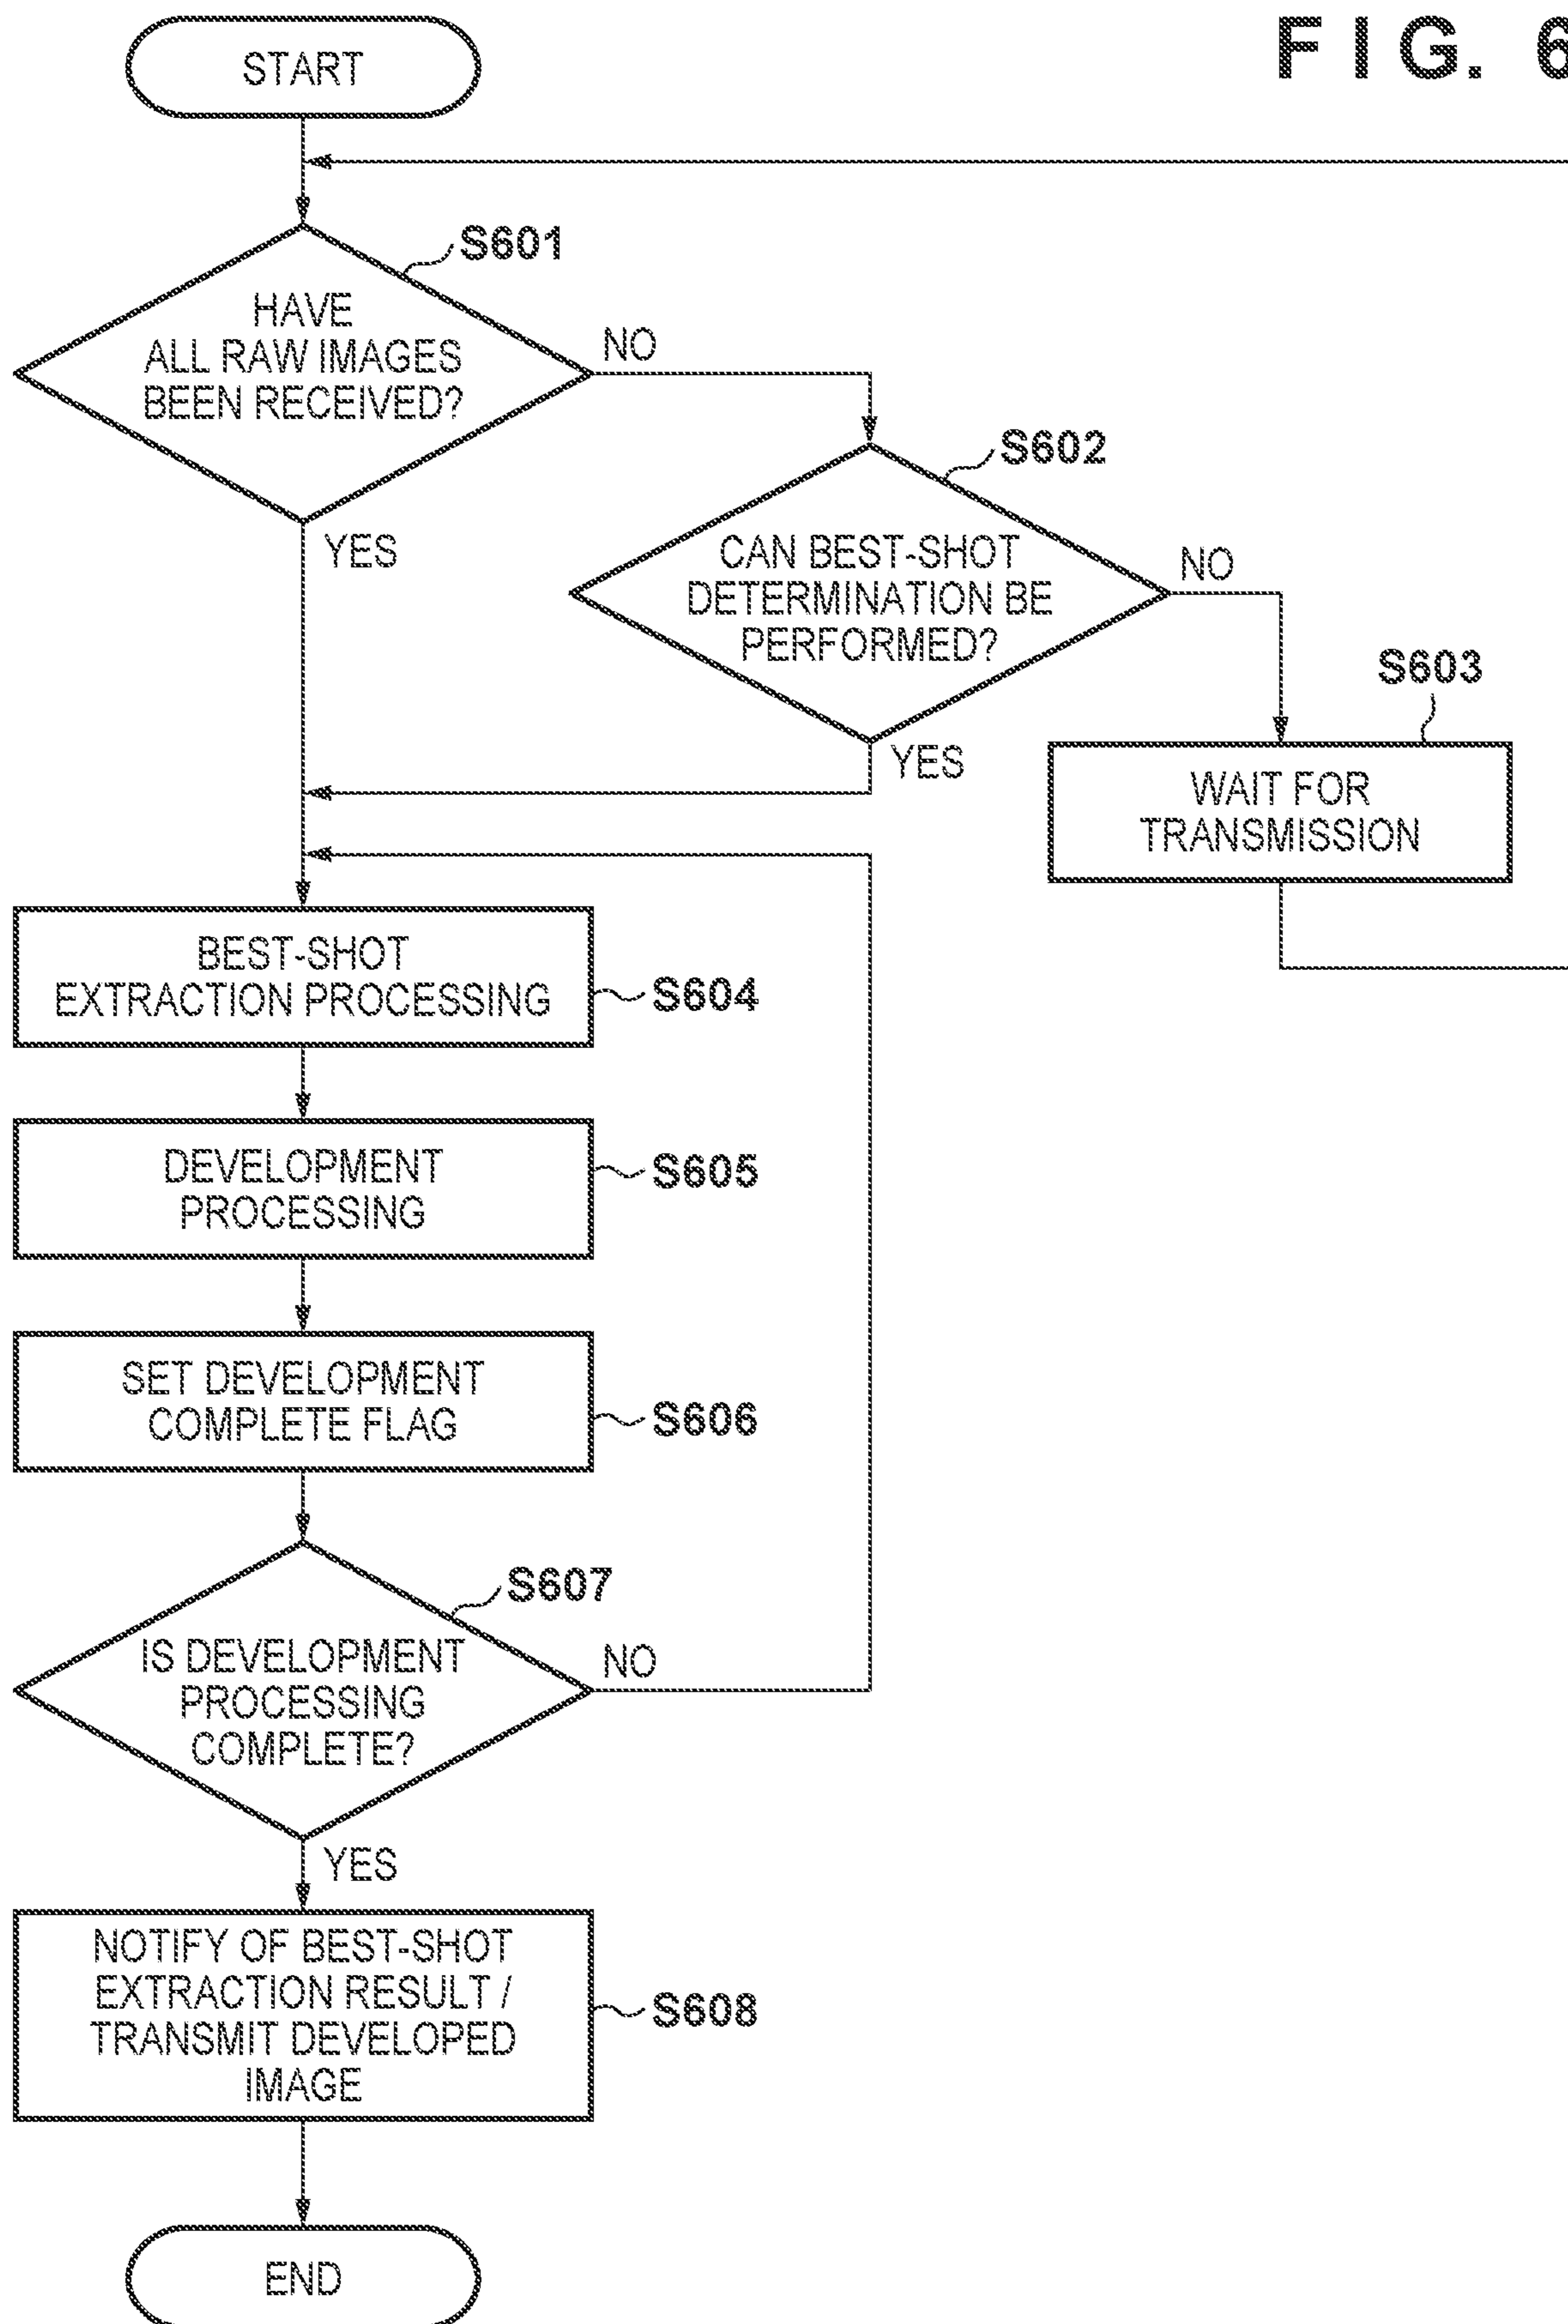 FIG. 6
START
S601
HAVE
ALL RAW IMAGES
BEEN RECEIVED?
NO
YES
S602
CAN BEST-SHOT
DETERMINATION BE
PERFORMED?
NO
YES
S603
WAIT FOR
TRANSMISSION
BEST-SHOT
EXTRACTION PROCESSING
S604
DEVELOPMENT
PROCESSING
S605
SET DEVELOPMENT
COMPLETE FLAG
S606
S607
IS DEVELOPMENT
PROCESSING
COMPLETE?
NO
YES
NOTIFY OF BEST-SHOT
EXTRACTION RESULT /
TRANSMIT DEVELOPED
IMAGE
S608
END